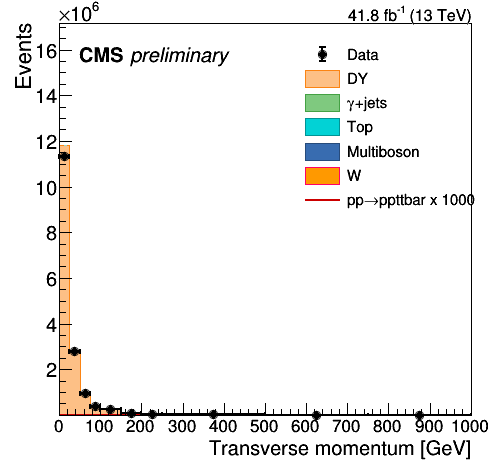 ×10⁶
41.8 fb⁻¹ (13 TeV)
Events
CMS preliminary
Data
DY
γ+jets
Top
Multiboson
W
pp→ppttbar x 1000
16
14
12
10
8
6
4
2
0 100 200 300 400 500 600 700 800 900 1000
Transverse momentum [GeV]